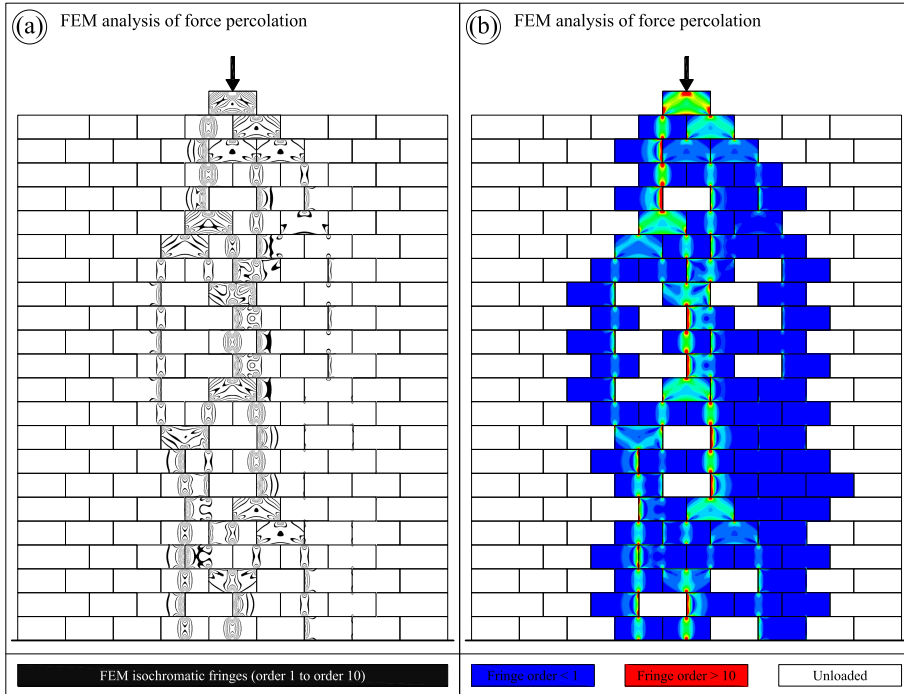 (a) FEM analysis of force percolation
(b) FEM analysis of force percolation
FEM isochromatic fringes (order 1 to order 10)
Fringe order < 1
Fringe order > 10
Unloaded